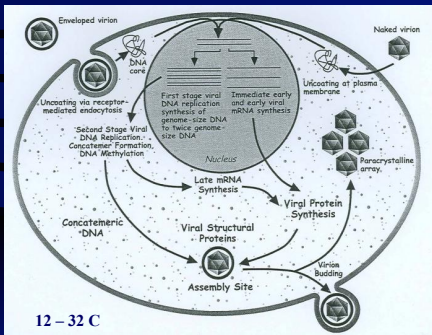 Enveloped virion
Naked virion
DNA
core
Uncoating via receptor-
mediated endocytosis
Uncoating at plasma
membrane
First stage viral
DNA replication
synthesis of
genome-size DNA
to twice genome-
size DNA
Immediate early
and early viral
mRNA synthesis
Nucleus
Second Stage Viral
DNA Replication.
Concatemer Formation,
DNA Methylation
Paracrystalline
array.
Late mRNA
Synthesis
Viral Protein
Synthesis
Concatemeric
DNA
Viral Structural
Proteins
Virion
Budding
Assembly Site
12 – 32 C